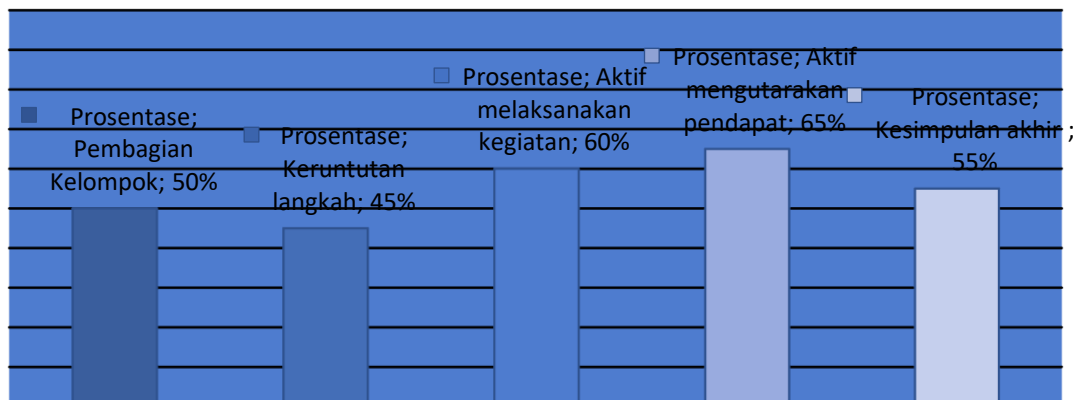 Prosentase;
Pembagian
Kelompok; 50%
Prosentase;
Keruntutan
langkah; 45%
Prosentase; Aktif
melaksanakan
kegiatan; 60%
Prosentase; Aktif
mengutarakan
pendapat; 65%
Prosentase;
Kesimpulan akhir ;
55%